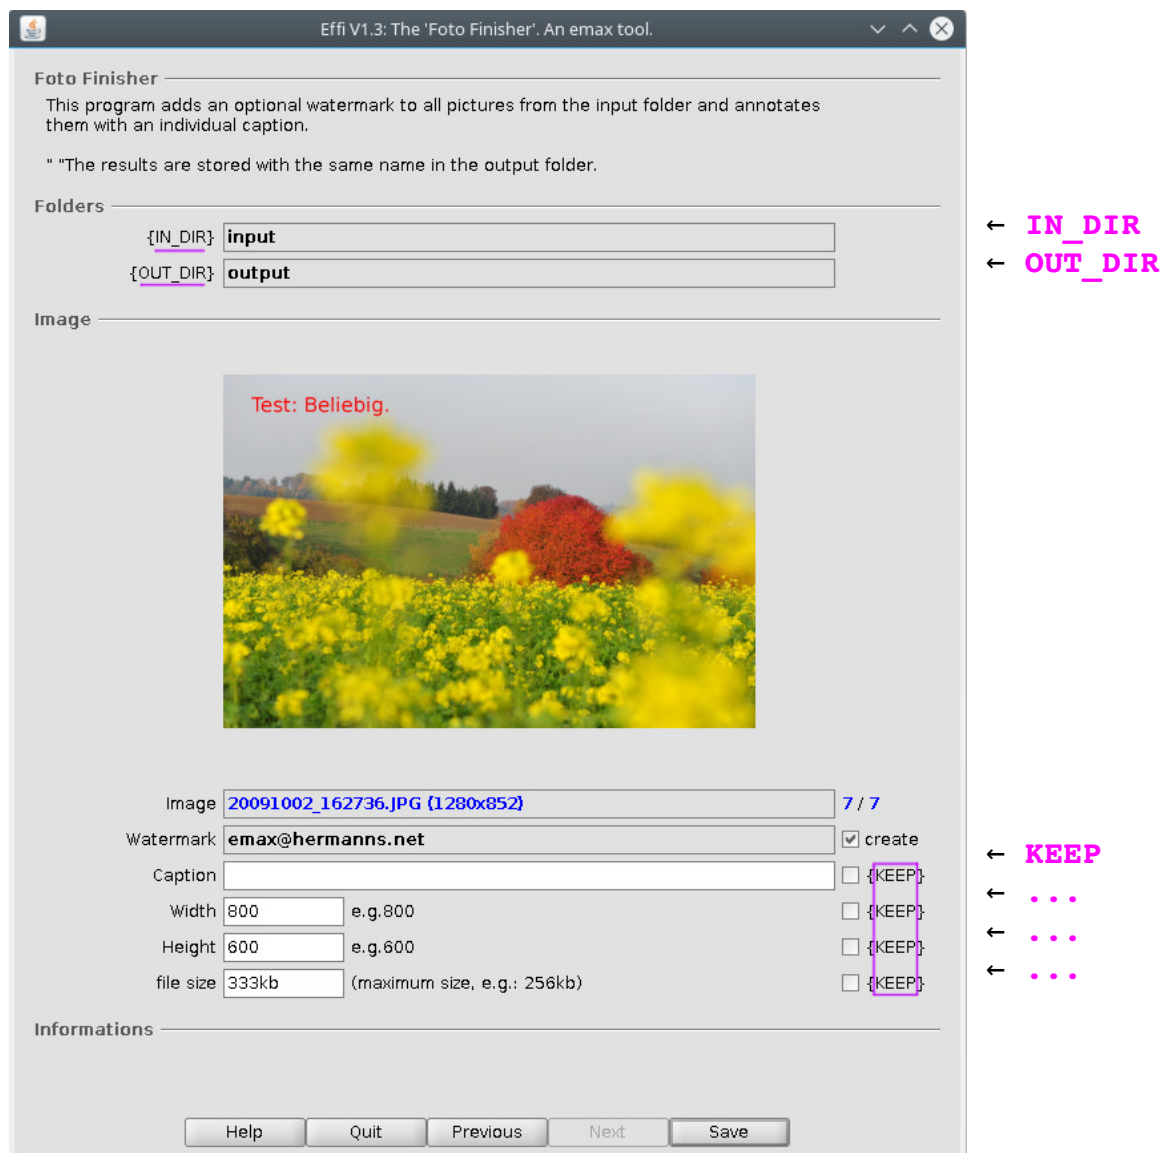 Effi V1.3: The 'Foto Finisher'. An emax tool.
Foto Finisher
This program adds an optional watermark to all pictures from the input folder and annotates
them with an individual caption.
" "The results are stored with the same name in the output folder.
Folders
{IN_DIR} input ← IN_DIR
{OUT_DIR} output ← OUT_DIR
Image
Test: Beliebig.
Image 20091002_162736.JPG (1280x852) 7 / 7
Watermark emax@hermanns.net create
Caption {KEEP} ← KEEP
Width 800 e.g.800 {KEEP} ← ...
Height 600 e.g.600 {KEEP} ← ...
file size 333kb (maximum size, e.g.: 256kb) {KEEP} ← ...
Informations
Help Quit Previous Next Save